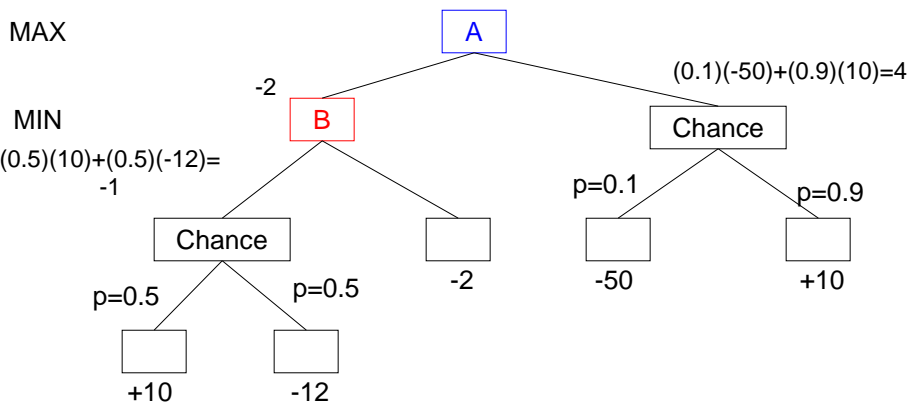 MAX
A
(0.1)(-50)+(0.9)(10)=4
-2
MIN
B
Chance
(0.5)(10)+(0.5)(-12)=
-1
p=0.1
p=0.9
Chance
-2
-50
+10
p=0.5
p=0.5
+10
-12